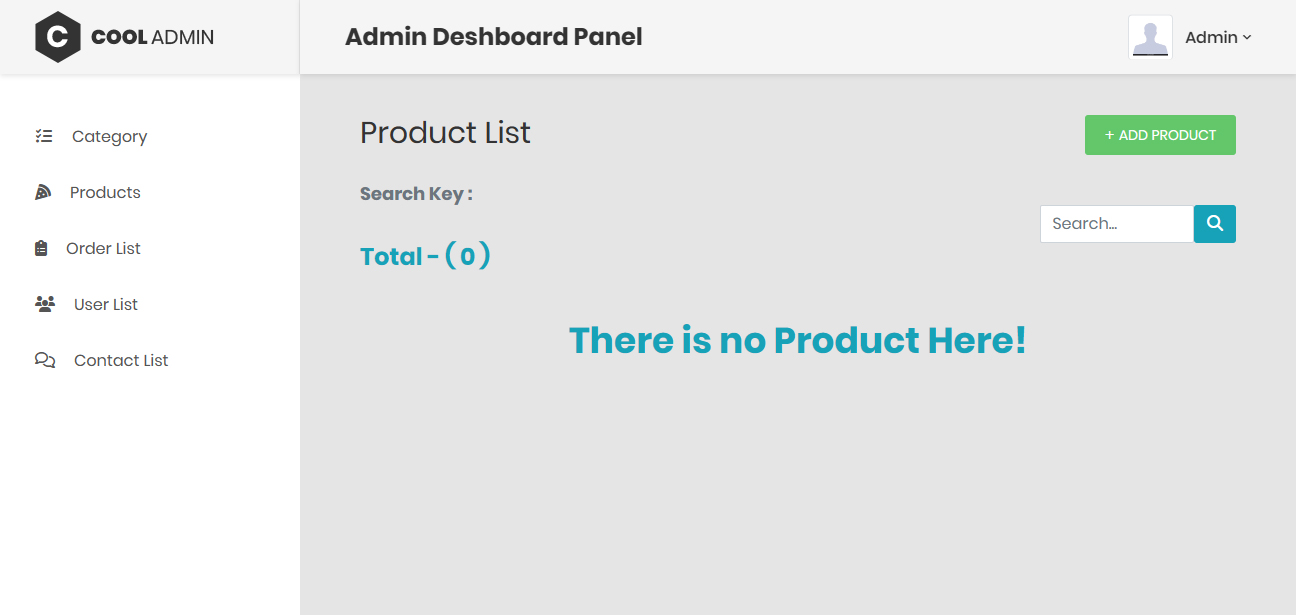 C COOL ADMIN
Admin Deshboard Panel
Admin
Category
Products
Order List
User List
Contact List
Product List
+ ADD PRODUCT
Search Key :
Search...
Total - ( 0 )
There is no Product Here!